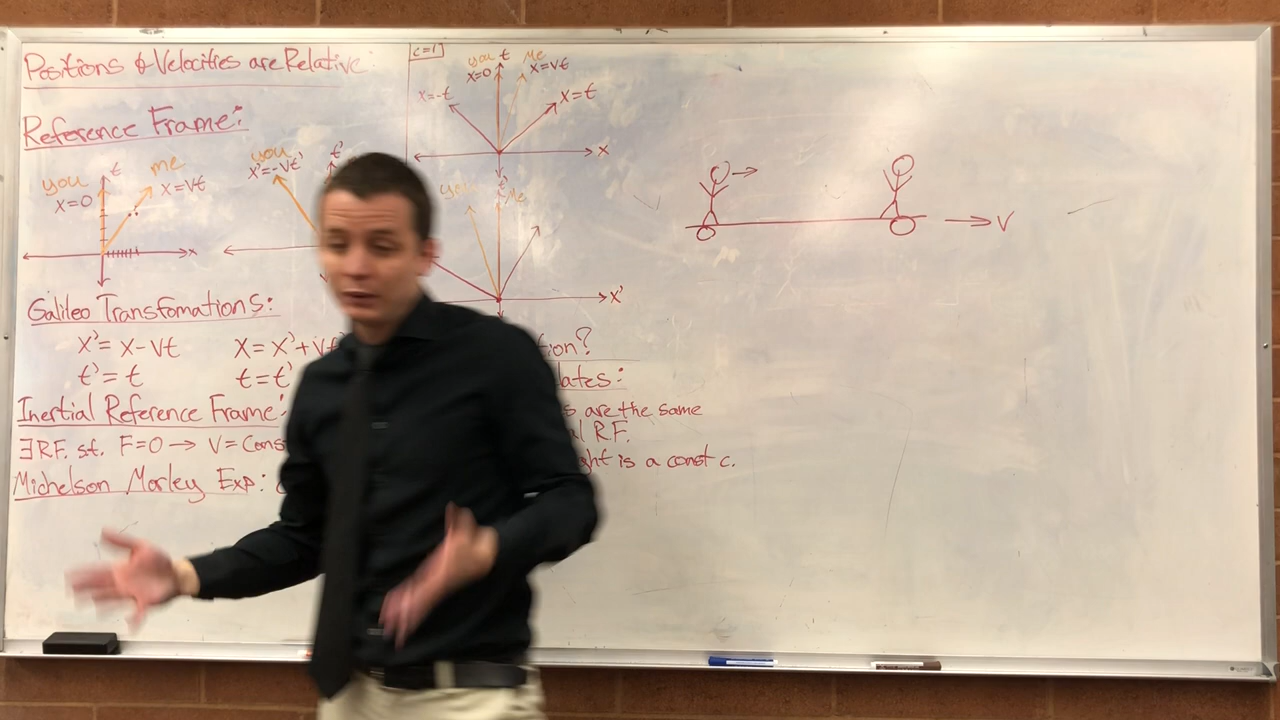 Positions & Velocities are Relative
Reference Frame:
you
x=0
t
me
x=vt
x
you
x'=-vt'
t'
Galileo Transfomations:
x'= x-vt
x= x'+vt'
t'= t
t=t'
Inertial Reference Frame:
∃ R.F. st. F=0 → V=Cons
Michelson Morley Exp:
c=1
you
x=0
t
me
x=vt
x=-t
x=t
x
you
t'
Me
x'
tion?
lates:
s are the same
l R.F.
ght is a const c.
V